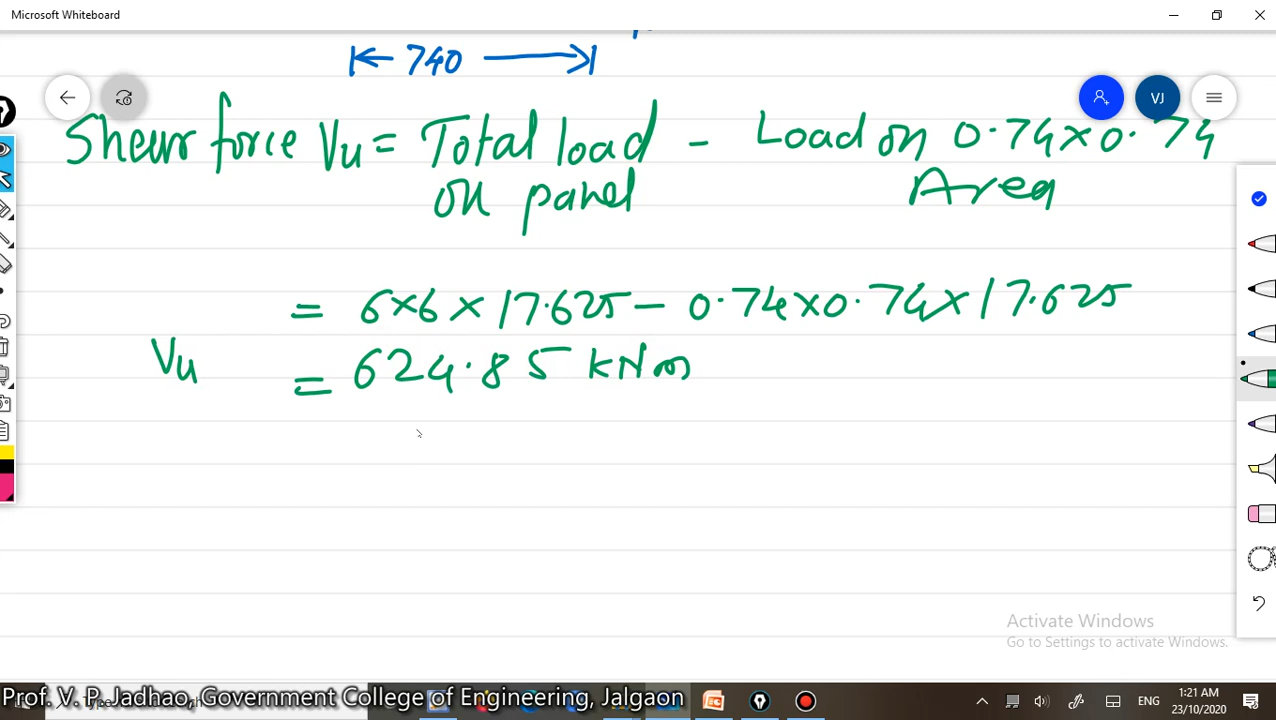 Microsoft Whiteboard
740
VJ
Shear force Vu = Total load - Load on 0.74×0.74
on panel Area
= 6×6×17.625 - 0.74×0.74×17.625
Vu = 624.85 kNm
Activate Windows
Go to Settings to activate Windows.
Prof. V. P.Jadhao, Government College of Engineering, Jalgaon
ENG
1:21 AM
23/10/2020